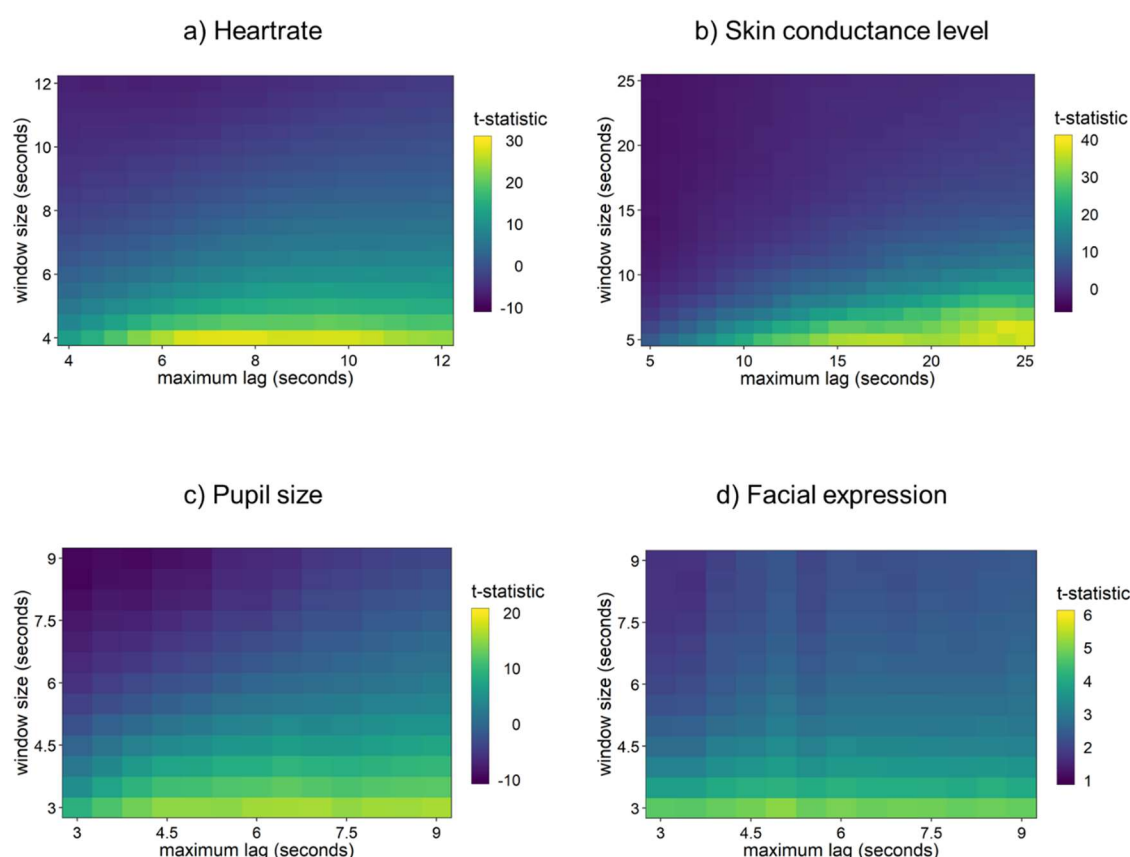 a) Heartrate
b) Skin conductance level
window size (seconds)
12
10
8
6
4
4 6 8 10 12
maximum lag (seconds)
t-statistic
30
20
10
0
-10
window size (seconds)
25
20
15
10
5
5 10 15 20 25
maximum lag (seconds)
t-statistic
40
30
20
10
0
c) Pupil size
d) Facial expression
window size (seconds)
9
7.5
6
4.5
3
3 4.5 6 7.5 9
maximum lag (seconds)
t-statistic
20
10
0
-10
window size (seconds)
9
7.5
6
4.5
3
3 4.5 6 7.5 9
maximum lag (seconds)
t-statistic
6
5
4
3
2
1